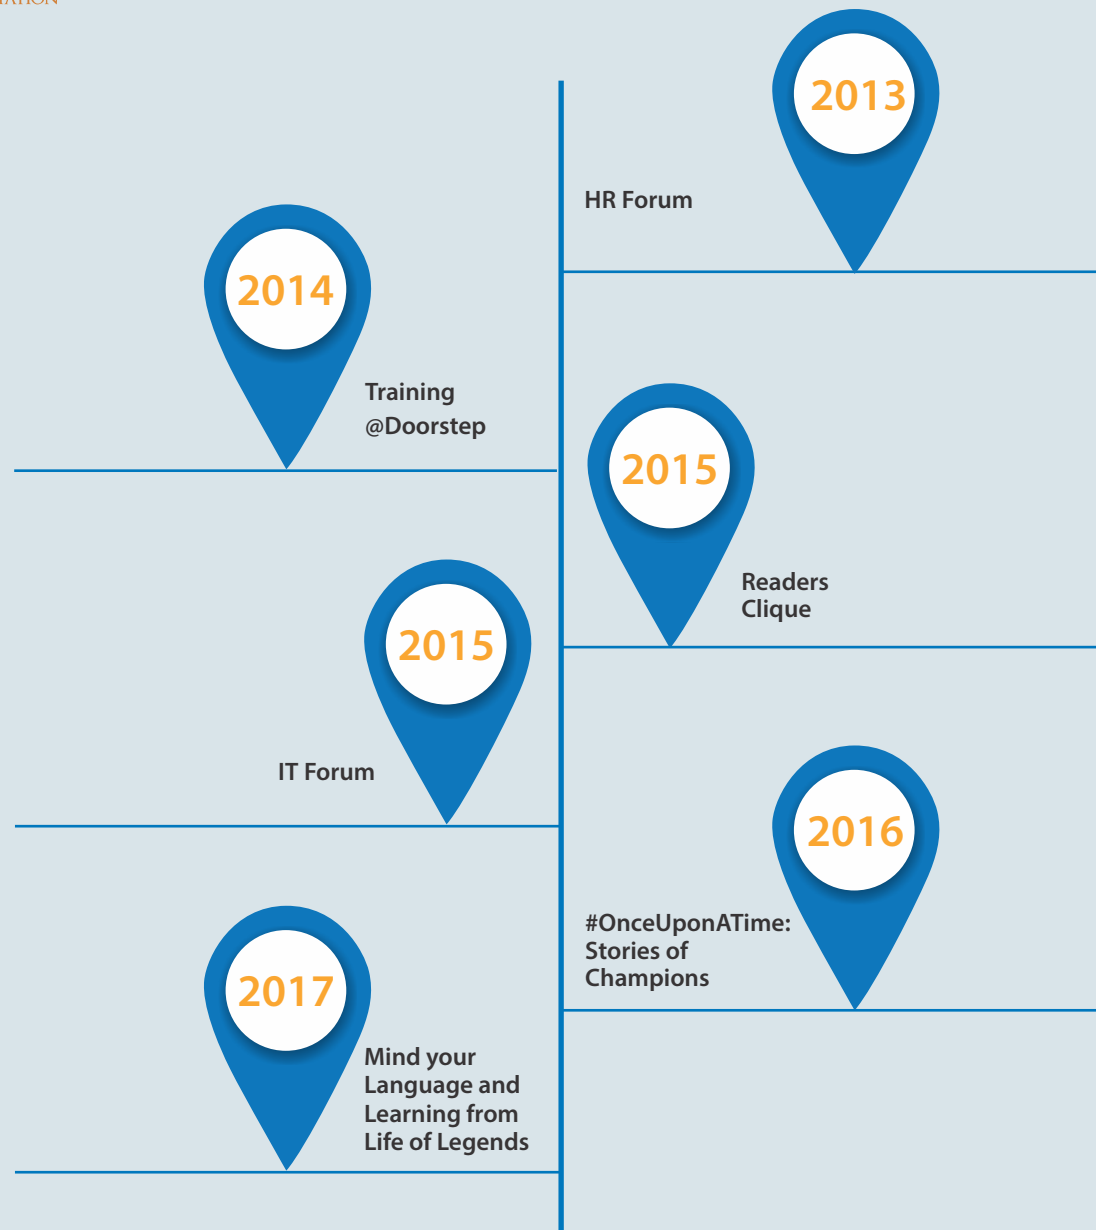 2013
HR Forum
2014
Training
@Doorstep
2015
Readers
Clique
2015
IT Forum
2016
#OnceUponATime:
Stories of
Champions
2017
Mind your
Language and
Learning from
Life of Legends